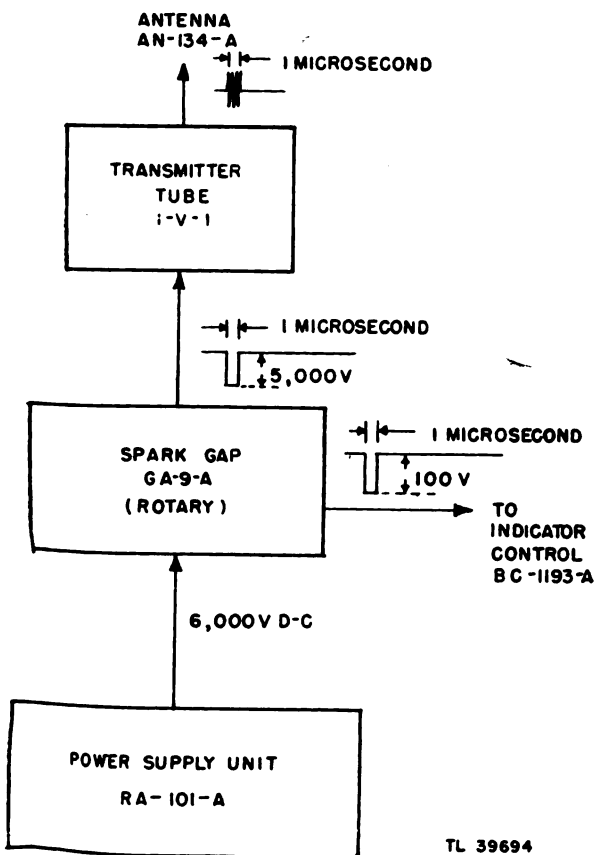 ANTENNA
AN-134-A
1 MICROSECOND
TRANSMITTER
TUBE
1-V-1
1 MICROSECOND
5,000V
SPARK GAP
GA-9-A
(ROTARY)
1 MICROSECOND
100 V
TO
INDICATOR
CONTROL
BC-1193-A
6,000V D-C
POWER SUPPLY UNIT
RA-101-A
TL 39694